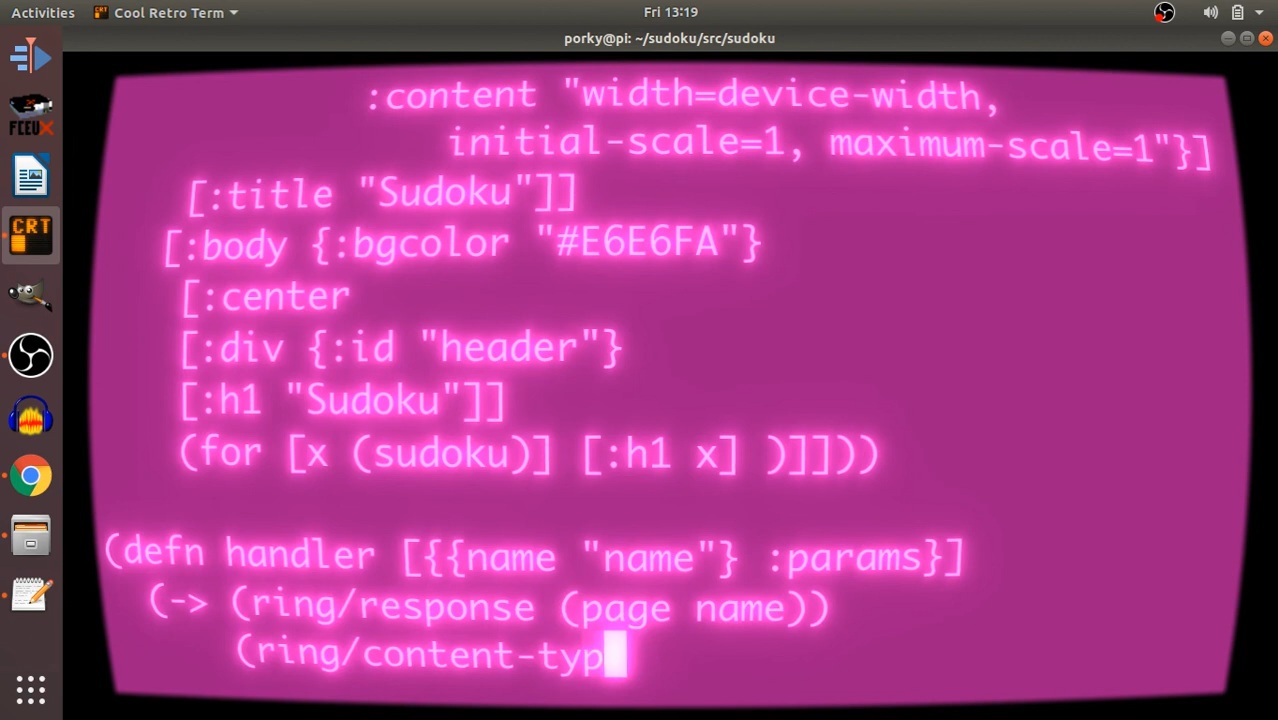 Activities
Cool Retro Term
Fri 13:19
porky@pi: ~/sudoku/src/sudoku
FCEUX
CRT
:content "width=device-width,
initial-scale=1, maximum-scale=1"}]
[:title "Sudoku"]]
[:body {:bgcolor "#E6E6FA"}
[:center
[:div {:id "header"}
[:h1 "Sudoku"]]
(for [x (sudoku)] [:h1 x] )]]))
(defn handler [{{name "name"} :params}]
(-> (ring/response (page name))
(ring/content-typ